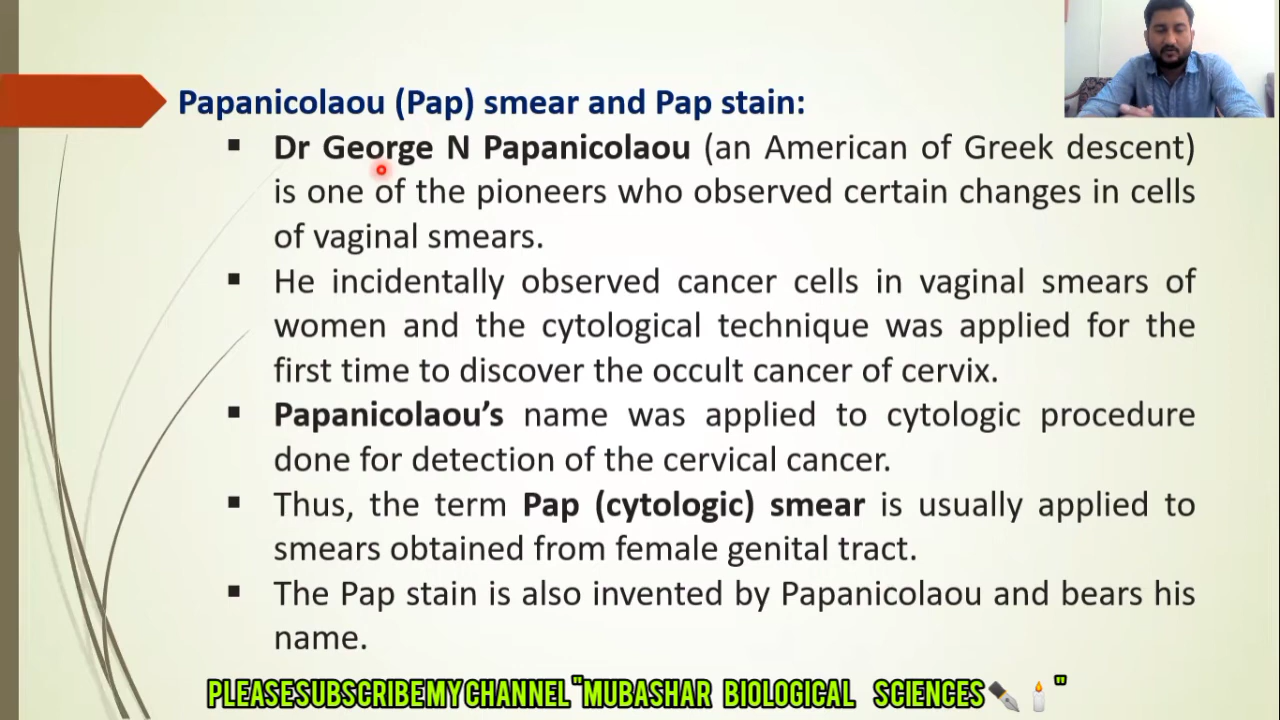 Papanicolaou (Pap) smear and Pap stain:
▪ Dr George N Papanicolaou (an American of Greek descent)
is one of the pioneers who observed certain changes in cells
of vaginal smears.
▪ He incidentally observed cancer cells in vaginal smears of
women and the cytological technique was applied for the
first time to discover the occult cancer of cervix.
▪ Papanicolaou’s name was applied to cytologic procedure
done for detection of the cervical cancer.
▪ Thus, the term Pap (cytologic) smear is usually applied to
smears obtained from female genital tract.
▪ The Pap stain is also invented by Papanicolaou and bears his
name.
PLEASE SUBSCRIBE MY CHANNEL "MUBASHAR BIOLOGICAL SCIENCES✒️🕯️"